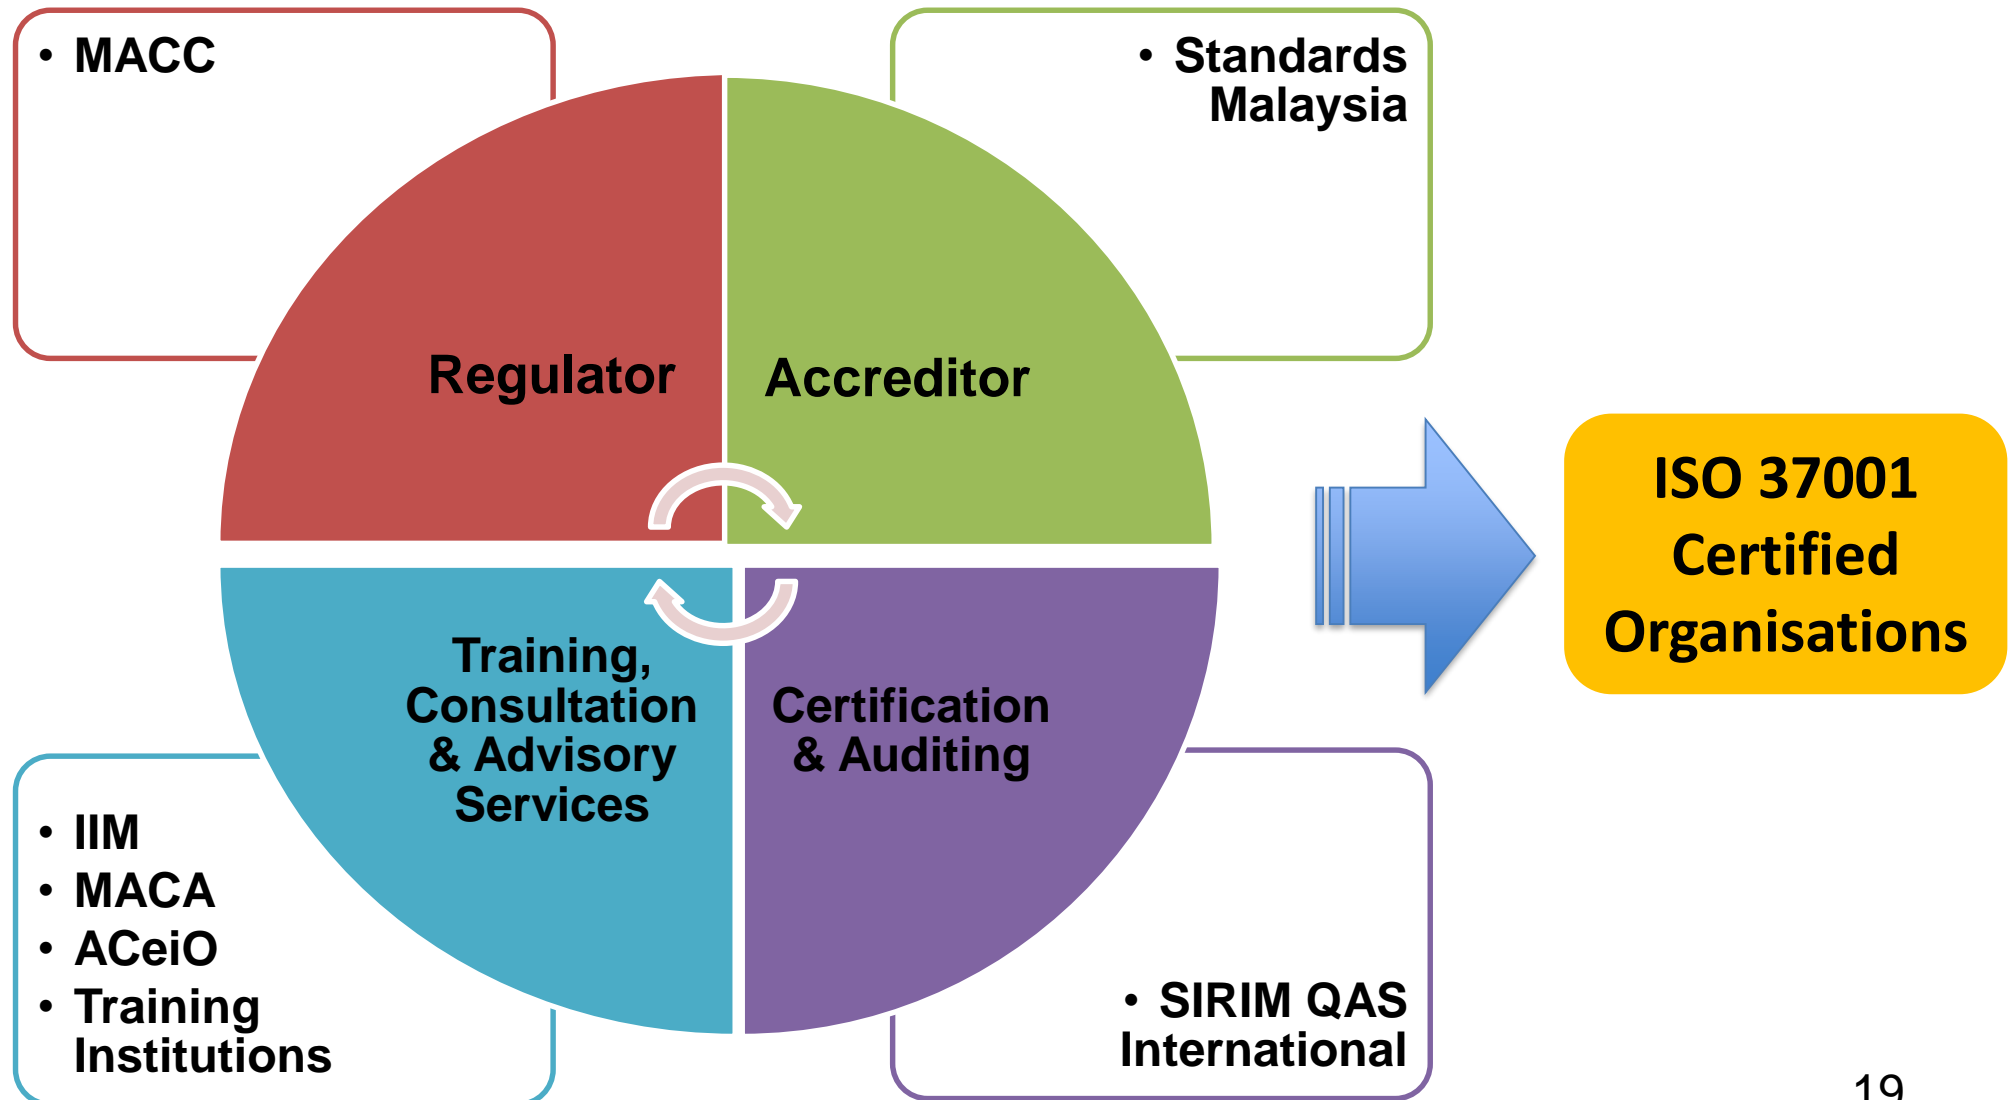 • MACC
• Standards
Malaysia
Regulator
Accreditor
ISO 37001
Certified
Organisations
Training,
Consultation
& Advisory
Services
Certification
& Auditing
• IIM
• MACA
• ACeiO
• Training
Institutions
• SIRIM QAS
International
19